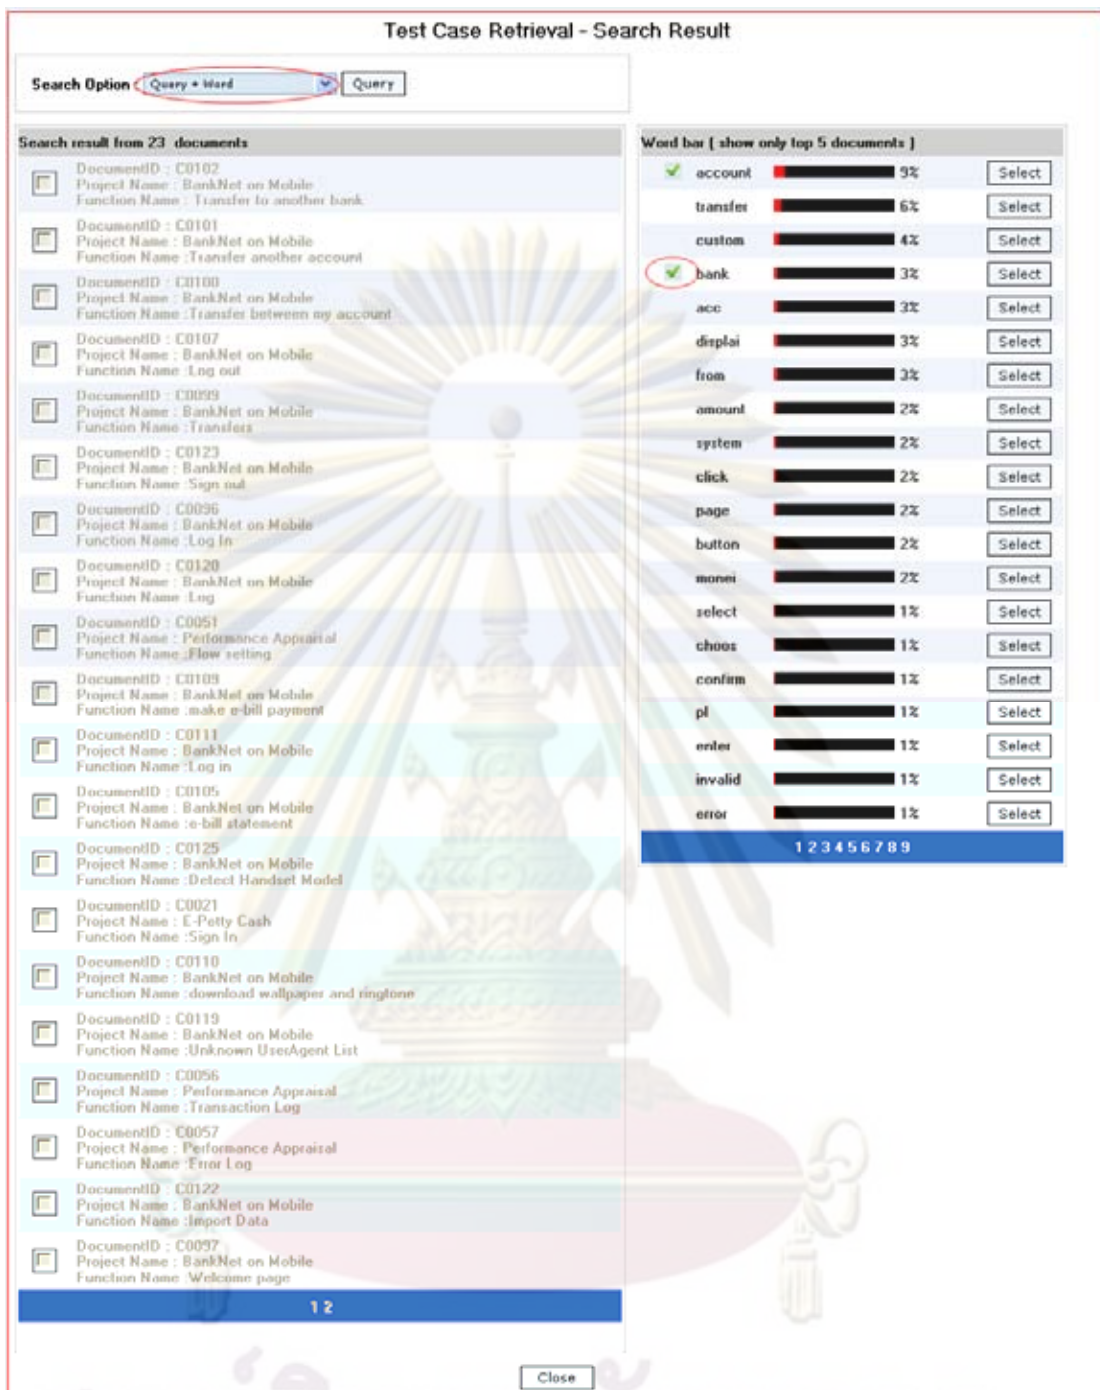 Test Case Retrieval - Search Result
Search Option : Query + Word Query
Search result from 23 documents
DocumentID : C0102
Project Name : BankNet on Mobile
Function Name : Transfer to another bank
DocumentID : C0101
Project Name : BankNet on Mobile
Function Name :Transfer another account
DocumentID : C0100
Project Name : BankNet on Mobile
Function Name :Transfer between my account
DocumentID : C0107
Project Name : BankNet on Mobile
Function Name :Log out
DocumentID : C0099
Project Name : BankNet on Mobile
Function Name :Transfers
DocumentID : C0123
Project Name : BankNet on Mobile
Function Name :Sign out
DocumentID : C0096
Project Name : BankNet on Mobile
Function Name :Log In
DocumentID : C0120
Project Name : BankNet on Mobile
Function Name :Log
DocumentID : C0051
Project Name : Performance Appraisal
Function Name :Flow setting
DocumentID : C0109
Project Name : BankNet on Mobile
Function Name :make e-bill payment
DocumentID : C0111
Project Name : BankNet on Mobile
Function Name :Log in
DocumentID : C0105
Project Name : BankNet on Mobile
Function Name :e-bill statement
DocumentID : C0125
Project Name : BankNet on Mobile
Function Name :Detect Handset Model
DocumentID : C0021
Project Name : E-Petty Cash
Function Name :Sign In
DocumentID : C0110
Project Name : BankNet on Mobile
Function Name :download wallpaper and ringtone
DocumentID : C0119
Project Name : BankNet on Mobile
Function Name :Unknown UserAgent List
DocumentID : C0056
Project Name : Performance Appraisal
Function Name :Transaction Log
DocumentID : C0057
Project Name : Performance Appraisal
Function Name :Error Log
DocumentID : C0122
Project Name : BankNet on Mobile
Function Name :Import Data
DocumentID : C0097
Project Name : BankNet on Mobile
Function Name :Welcome page
1 2
Word bar ( show only top 5 documents )
account 9% Select
transfer 6% Select
custom 4% Select
bank 3% Select
acc 3% Select
displai 3% Select
from 3% Select
amount 2% Select
system 2% Select
click 2% Select
page 2% Select
button 2% Select
monei 2% Select
select 1% Select
choos 1% Select
confirm 1% Select
pl 1% Select
enter 1% Select
invalid 1% Select
error 1% Select
1 2 3 4 5 6 7 8 9
Close